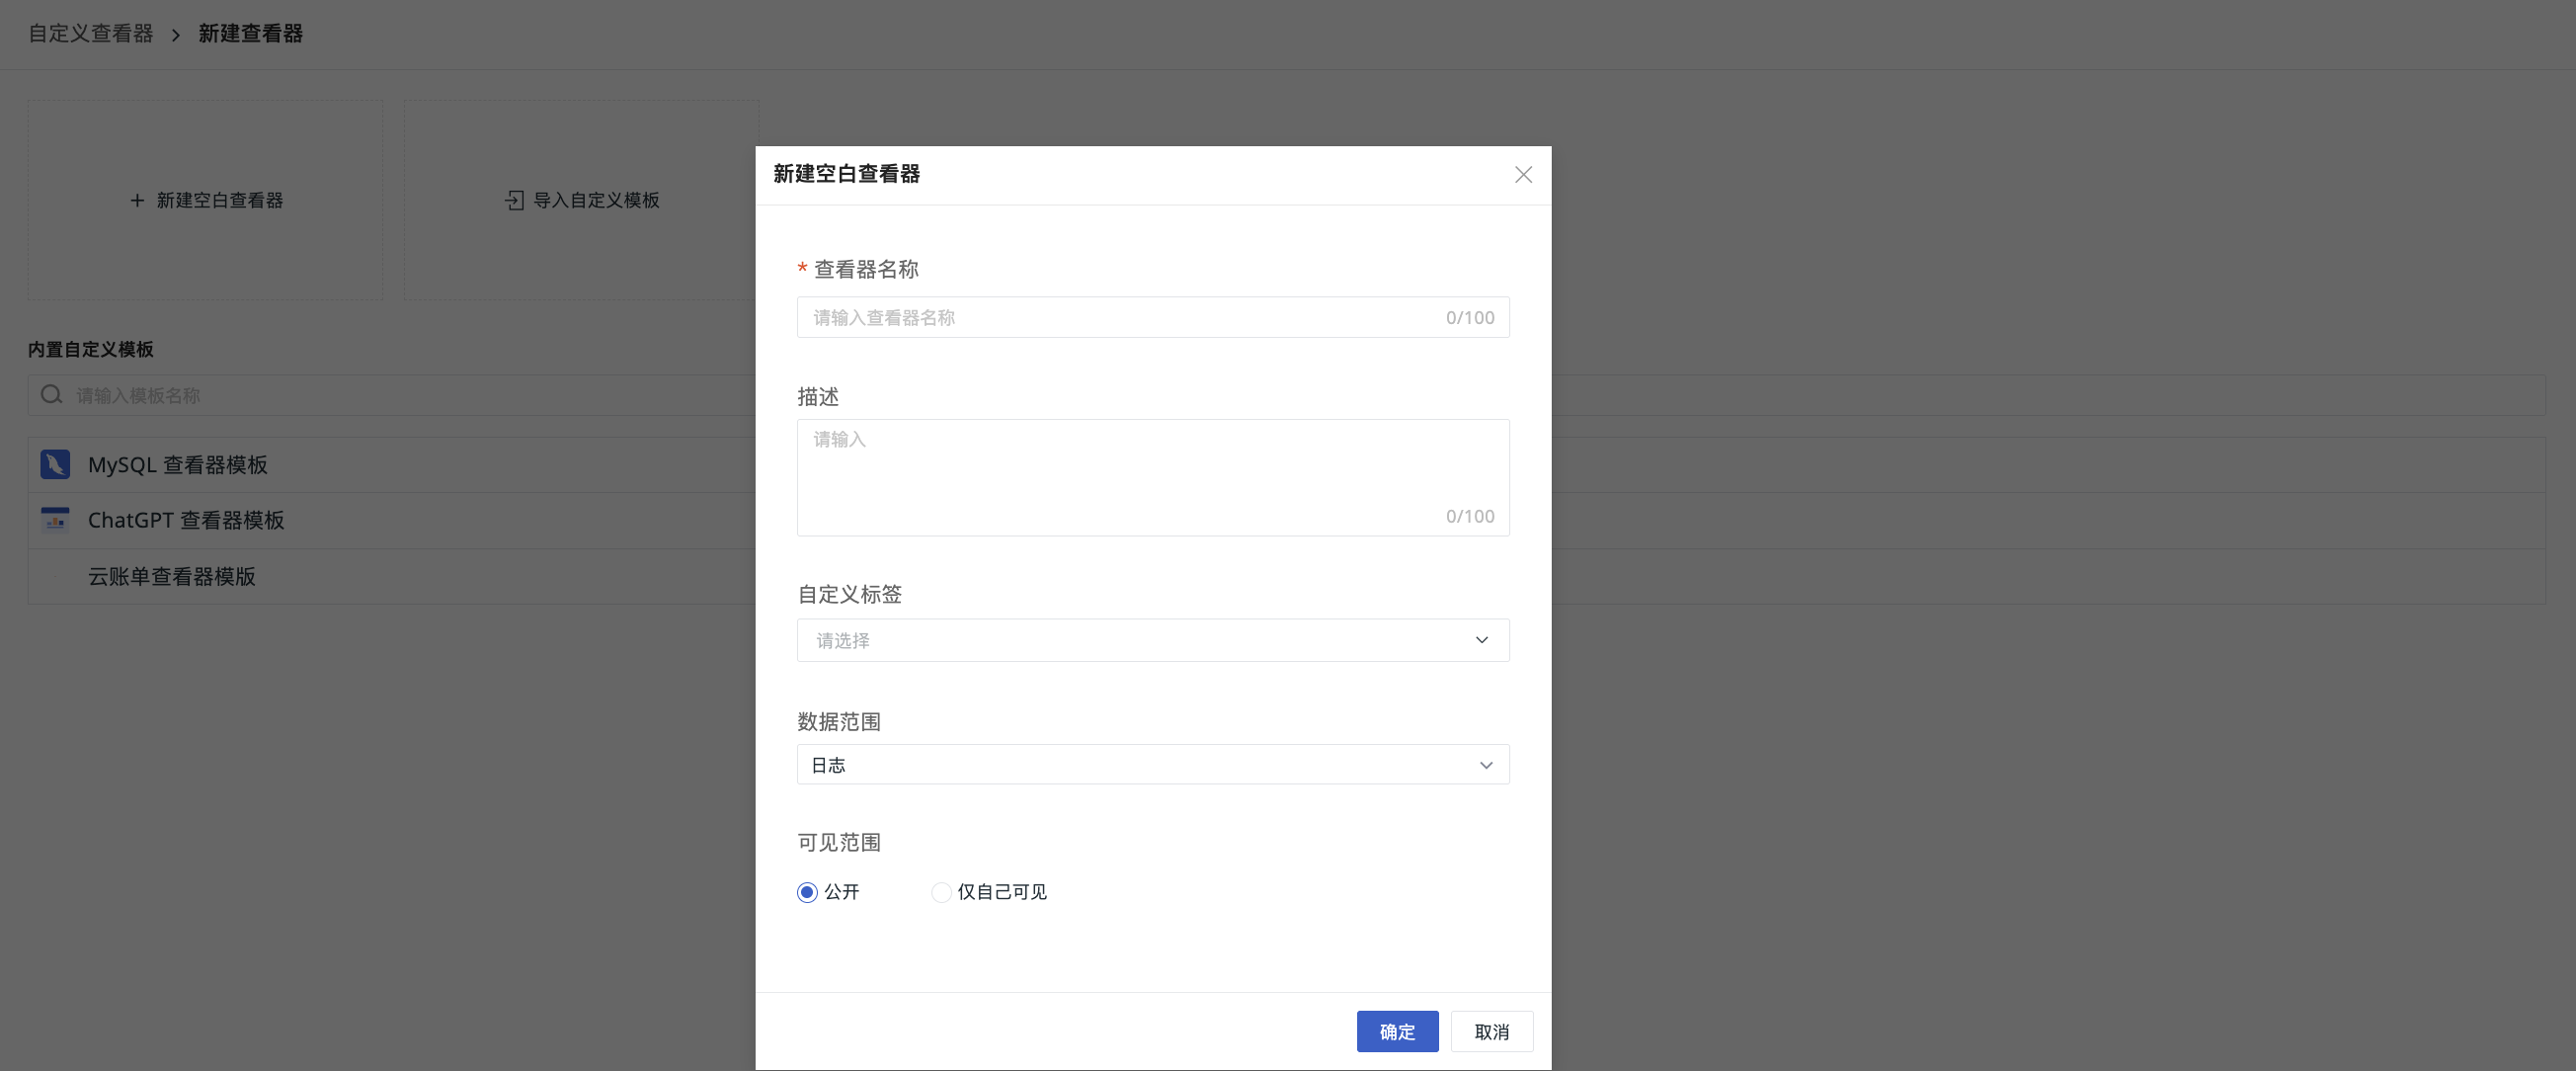 自定义查看器 > 新建查看器
+ 新建空白查看器
导入自定义模板
内置自定义模板
请输入模板名称
MySQL 查看器模板
ChatGPT 查看器模板
云账单查看器模版
新建空白查看器
* 查看器名称
请输入查看器名称 0/100
描述
请输入
0/100
自定义标签
请选择
数据范围
日志
可见范围
公开 仅自己可见
确定 取消